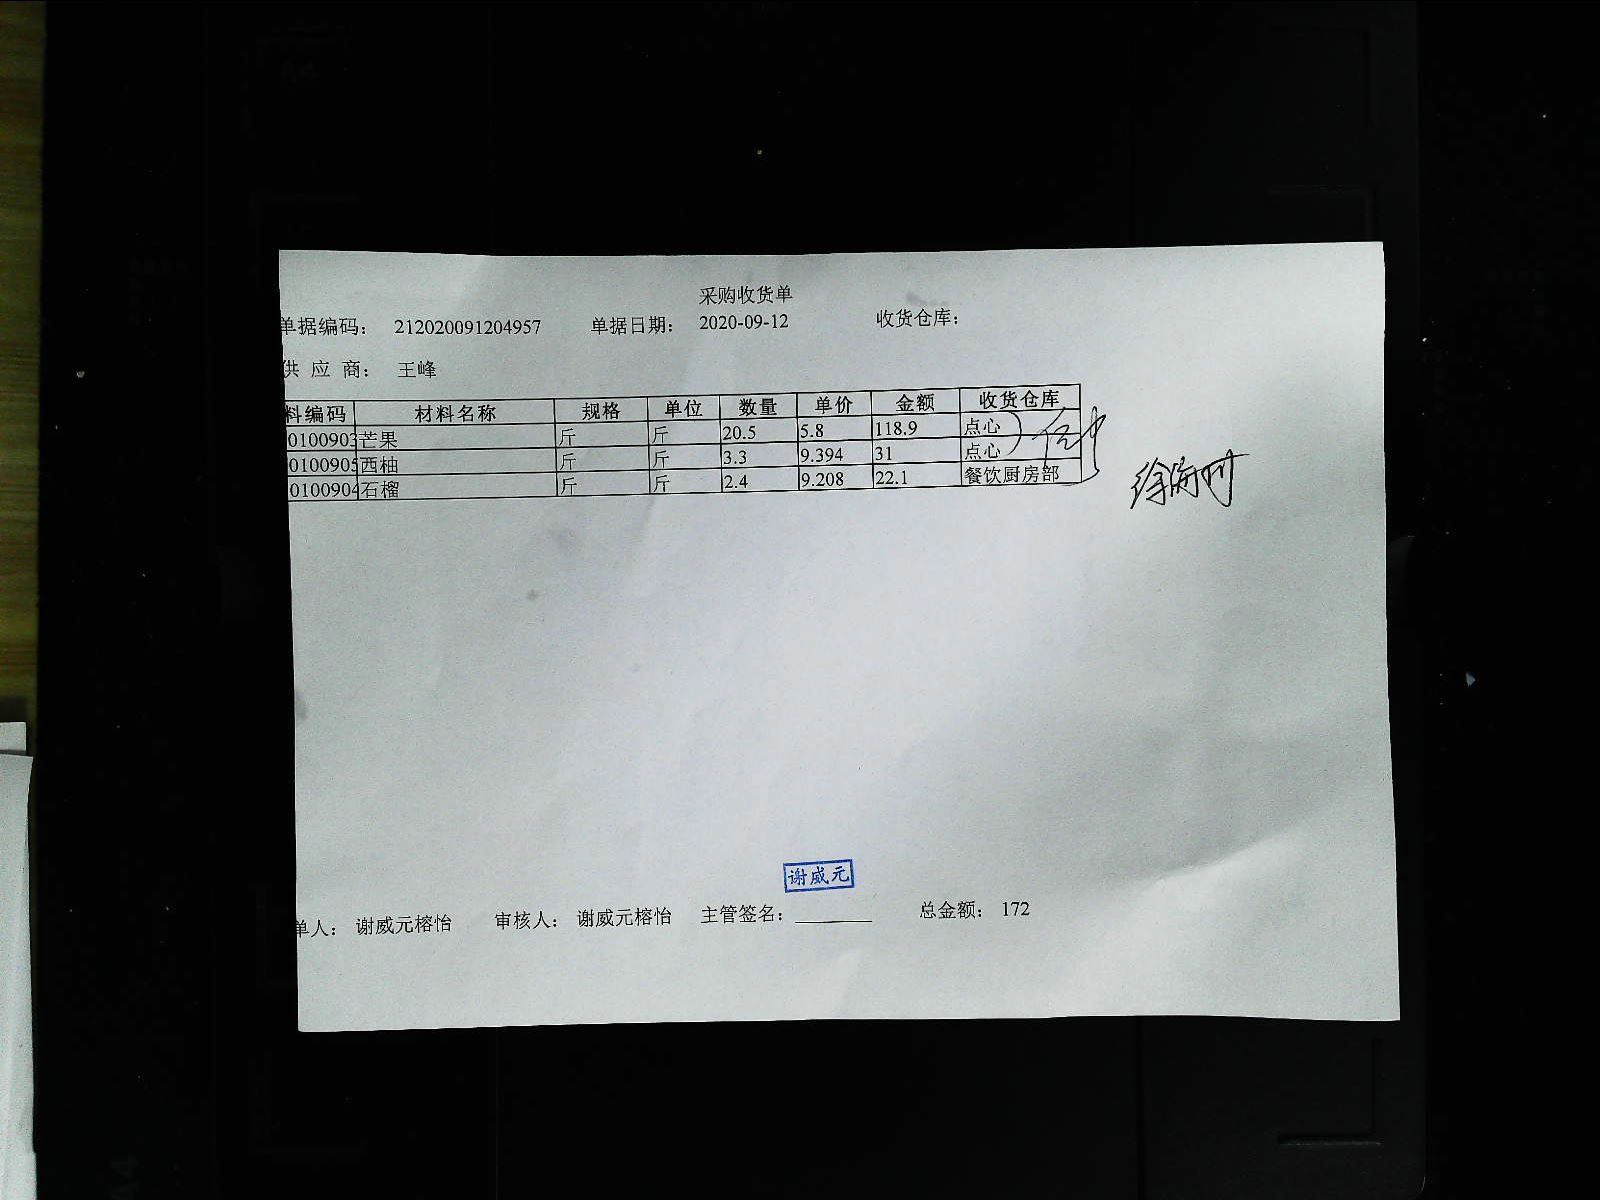 采购收货单
单据编码： 212020091204957 单据日期： 2020-09-12 收货仓库：
供 应 商： 王峰
料编码 材料名称 规格 单位 数量 单价 金额 收货仓库
0100903 芒果 斤 斤 20.5 5.8 118.9 点心
0100905 西柚 斤 斤 3.3 9.394 31 点心
0100904 石榴 斤 斤 2.4 9.208 22.1 餐饮厨房部
谢威元
单人： 谢威元榕怡 审核人： 谢威元榕怡 主管签名： 总金额： 172